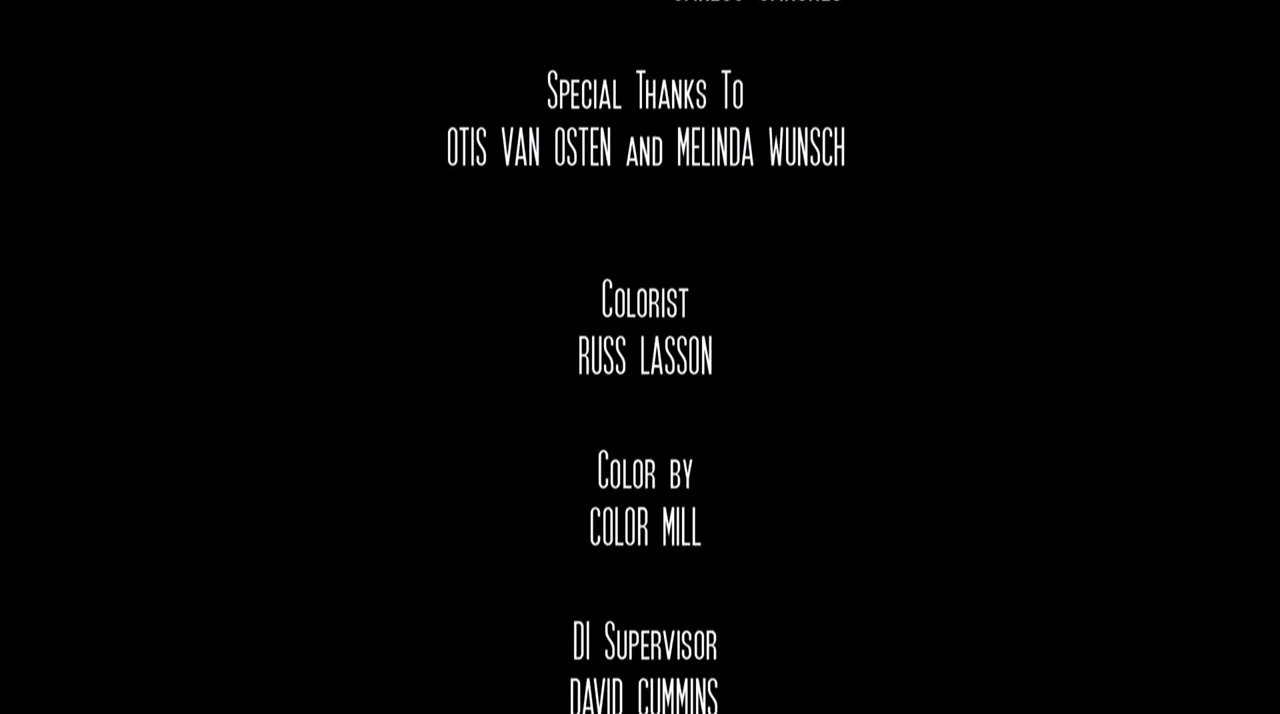 Special Thanks To
OTIS VAN OSTEN AND MELINDA WUNSCH
Colorist
RUSS LASSON
Color by
COLOR MILL
DI Supervisor
DAVID CUMMINS